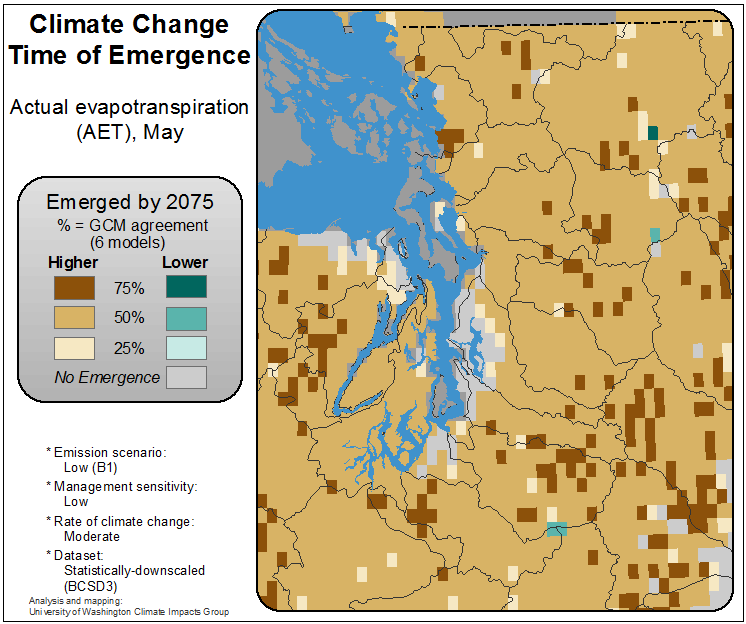 Climate Change
Time of Emergence
Actual evapotranspiration
(AET), May
Emerged by 2075
% = GCM agreement
(6 models)
Higher Lower
75%
50%
25%
No Emergence
* Emission scenario:
Low (B1)
* Management sensitivity:
Low
* Rate of climate change:
Moderate
* Dataset:
Statistically-downscaled
(BCSD3)
Analysis and mapping:
University of Washington Climate Impacts Group